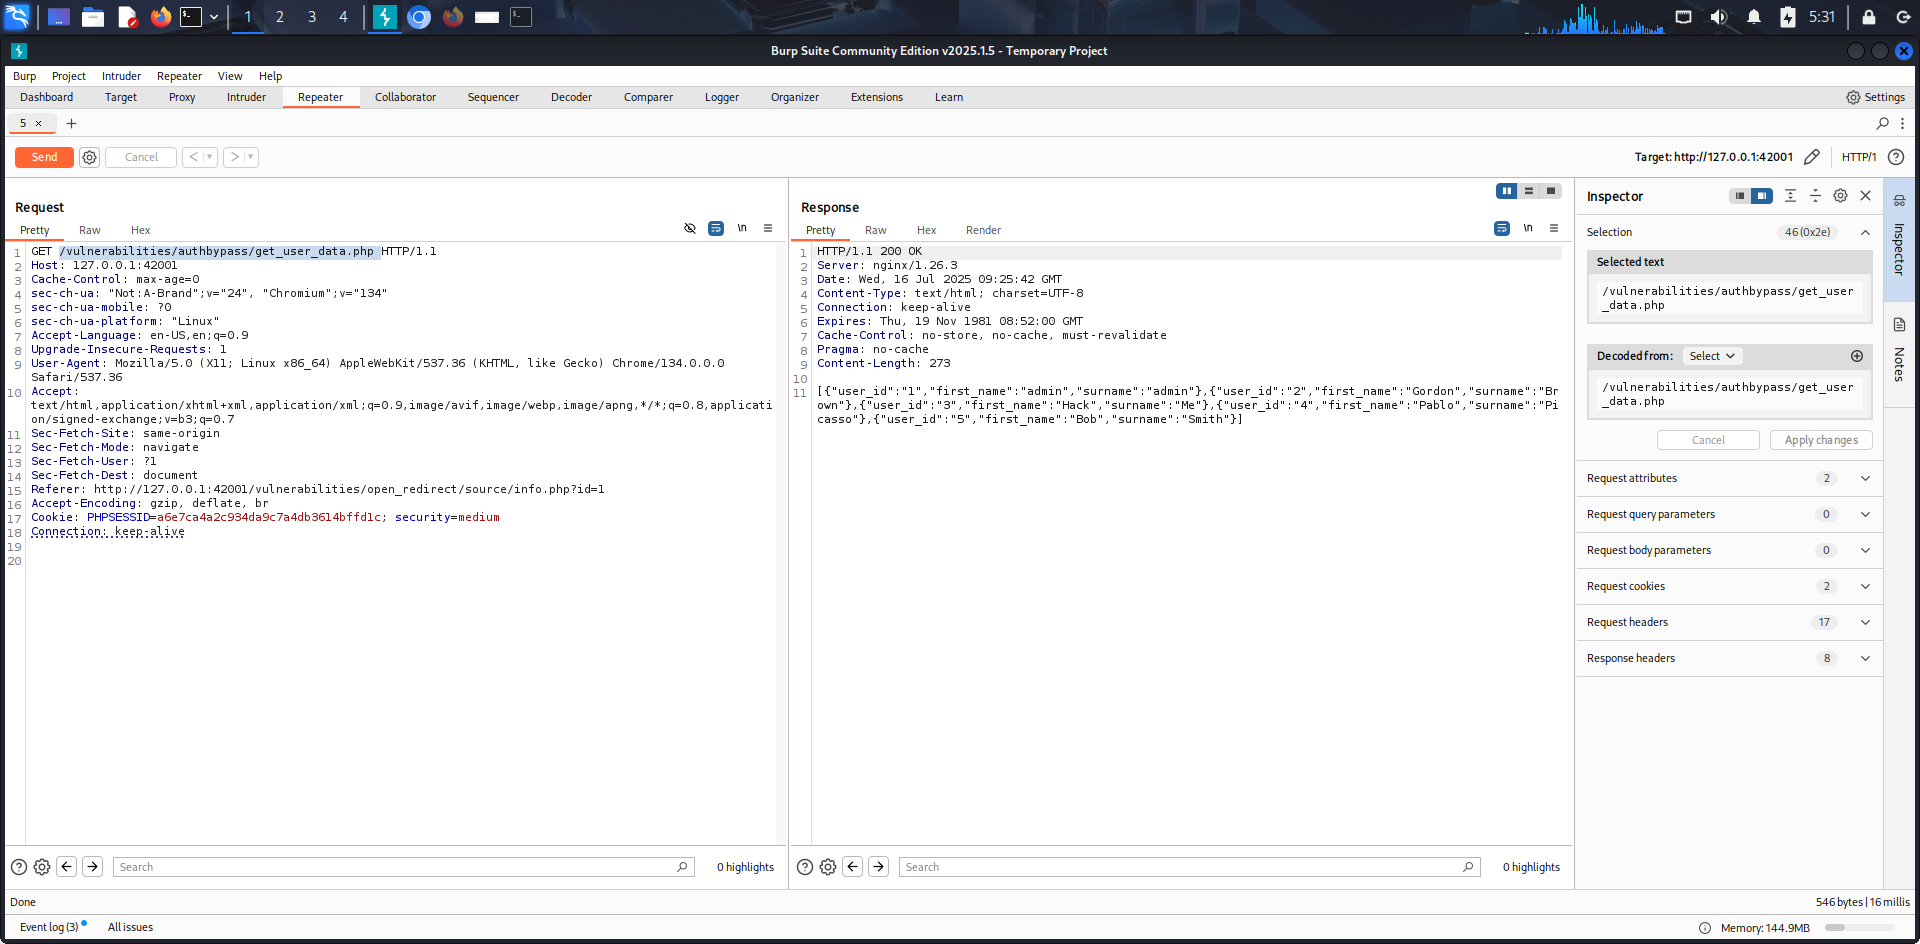 1 2 3 4 5:31
Burp Suite Community Edition v2025.1.5 - Temporary Project
Burp Project Intruder Repeater View Help
Dashboard Target Proxy Intruder Repeater Collaborator Sequencer Decoder Comparer Logger Organizer Extensions Learn Settings
5 × +
Send Cancel < > Target: http://127.0.0.1:42001 HTTP/1
Request
Pretty Raw Hex \n
1 GET /vulnerabilities/authbypass/get_user_data.php HTTP/1.1
2 Host: 127.0.0.1:42001
3 Cache-Control: max-age=0
4 sec-ch-ua: "Not:A-Brand";v="24", "Chromium";v="134"
5 sec-ch-ua-mobile: ?0
6 sec-ch-ua-platform: "Linux"
7 Accept-Language: en-US,en;q=0.9
8 Upgrade-Insecure-Requests: 1
9 User-Agent: Mozilla/5.0 (X11; Linux x86_64) AppleWebKit/537.36 (KHTML, like Gecko) Chrome/134.0.0.0
Safari/537.36
10 Accept:
text/html,application/xhtml+xml,application/xml;q=0.9,image/avif,image/webp,image/apng,*/*;q=0.8,applicati
on/signed-exchange;v=b3;q=0.7
11 Sec-Fetch-Site: same-origin
12 Sec-Fetch-Mode: navigate
13 Sec-Fetch-User: ?1
14 Sec-Fetch-Dest: document
15 Referer: http://127.0.0.1:42001/vulnerabilities/open_redirect/source/info.php?id=1
16 Accept-Encoding: gzip, deflate, br
17 Cookie: PHPSESSID=a6e7ca4a2c934da9c7a4db3614bffd1c; security=medium
18 Connection: keep-alive
19
20
Search 0 highlights
Response
Pretty Raw Hex Render \n
1 HTTP/1.1 200 OK
2 Server: nginx/1.26.3
3 Date: Wed, 16 Jul 2025 09:25:42 GMT
4 Content-Type: text/html; charset=UTF-8
5 Connection: keep-alive
6 Expires: Thu, 19 Nov 1981 08:52:00 GMT
7 Cache-Control: no-store, no-cache, must-revalidate
8 Pragma: no-cache
9 Content-Length: 273
10
11 [{"user_id":"1","first_name":"admin","surname":"admin"},{"user_id":"2","first_name":"Gordon","surname":"Br
own"},{"user_id":"3","first_name":"Hack","surname":"Me"},{"user_id":"4","first_name":"Pablo","surname":"Pi
casso"},{"user_id":"5","first_name":"Bob","surname":"Smith"}]
Search 0 highlights
Inspector
Selection 46 (0x2e)
Selected text
/vulnerabilities/authbypass/get_user
_data.php
Decoded from: Select
/vulnerabilities/authbypass/get_user
_data.php
Cancel Apply changes
Request attributes 2
Request query parameters 0
Request body parameters 0
Request cookies 2
Request headers 17
Response headers 8
Inspector
Notes
Done 546 bytes | 16 millis
Event log (3) All issues Memory: 144.9MB